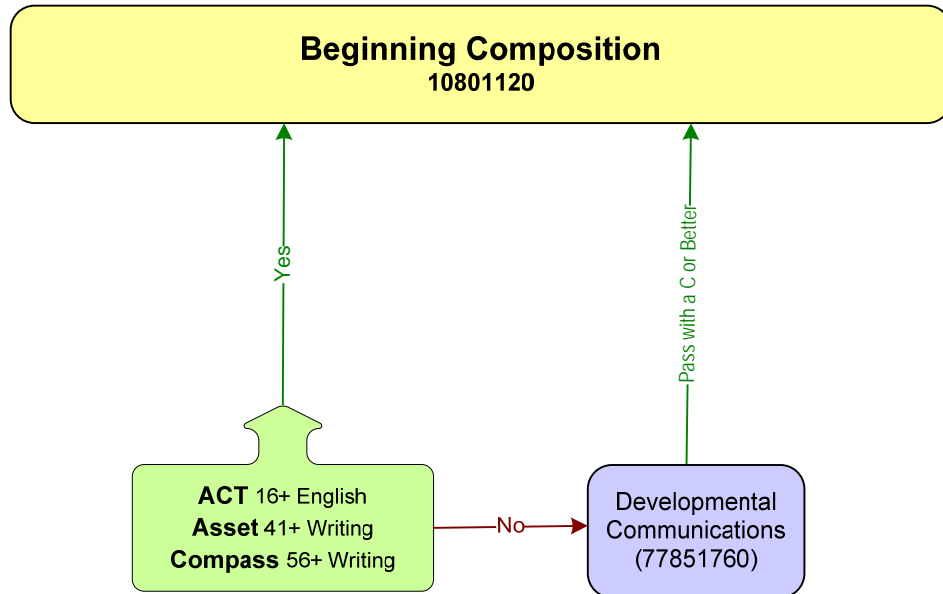 Beginning Composition
10801120
Yes
Pass with a C or Better
ACT 16+ English
Asset 41+ Writing
Compass 56+ Writing
No
Developmental
Communications
(77851760)